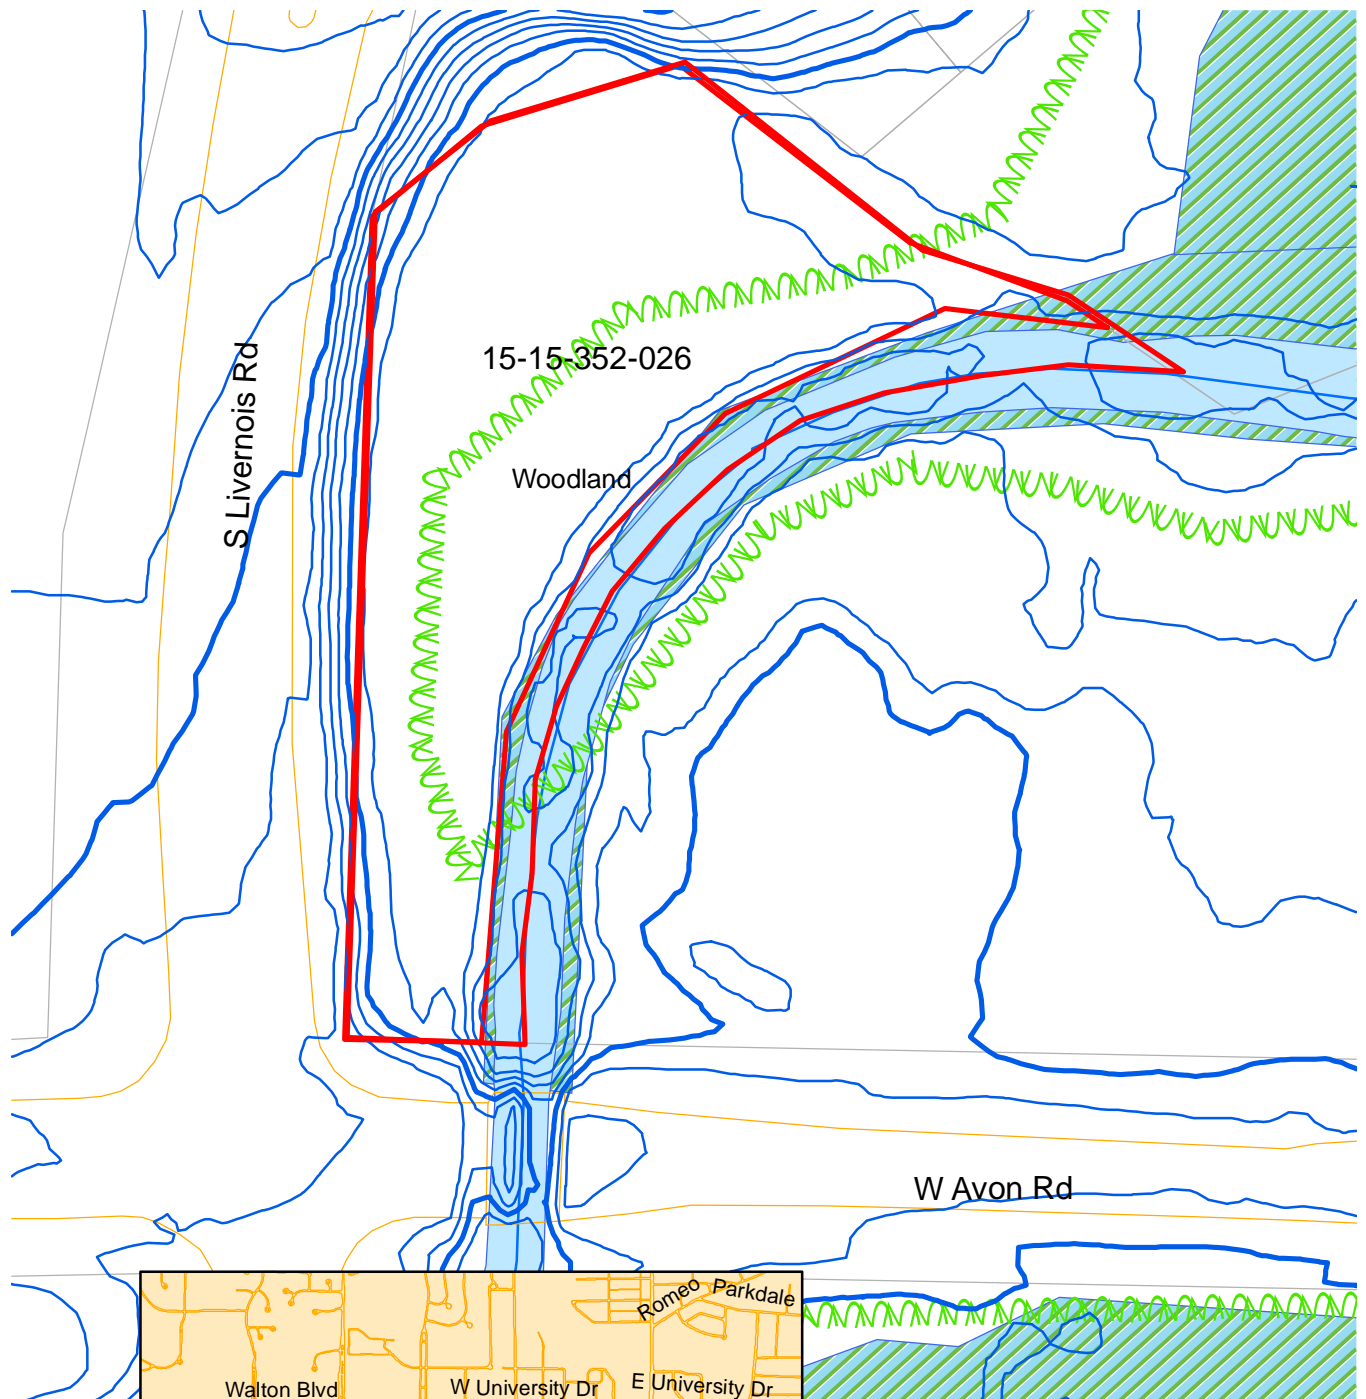 15-15-352-026
S Livernois Rd
Woodland
W Avon Rd
Romeo
Parkdale
Walton Blvd
W University Dr
E University Dr